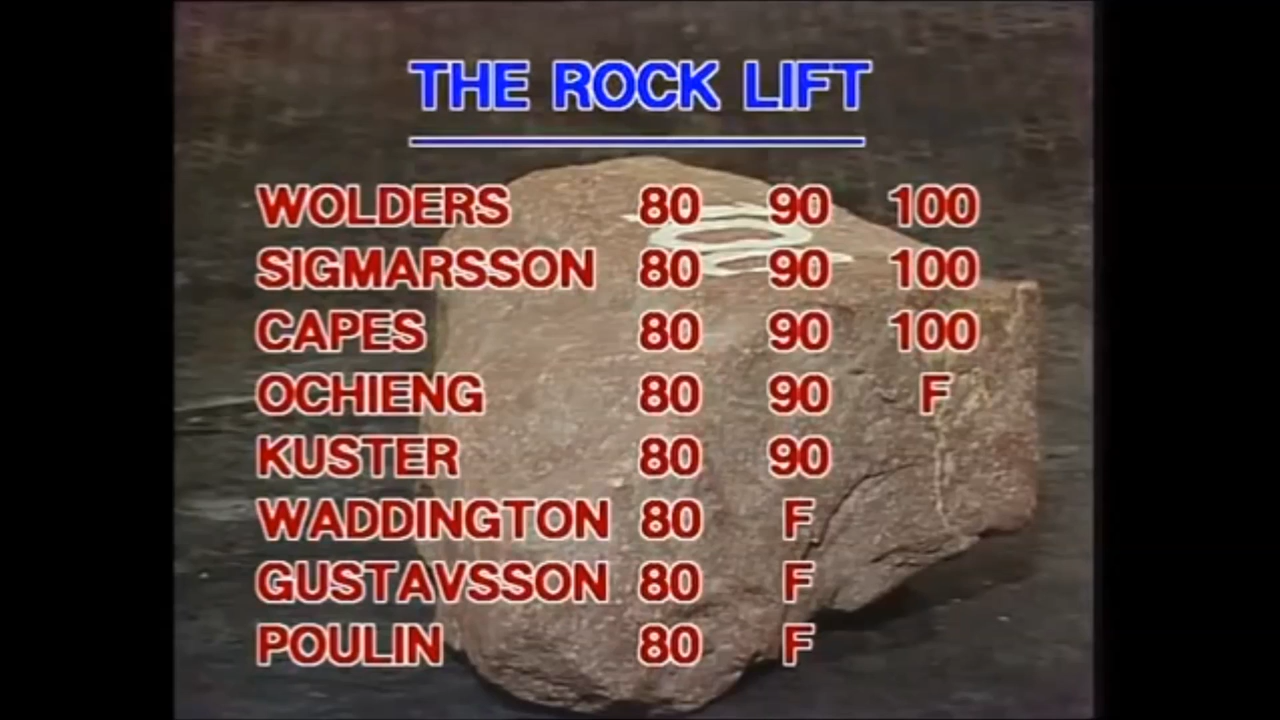 THE ROCK LIFT
WOLDERS 80 90 100
SIGMARSSON 80 90 100
CAPES 80 90 100
OCHIENG 80 90 F
KUSTER 80 90
WADDINGTON 80 F
GUSTAVSSON 80 F
POULIN 80 F